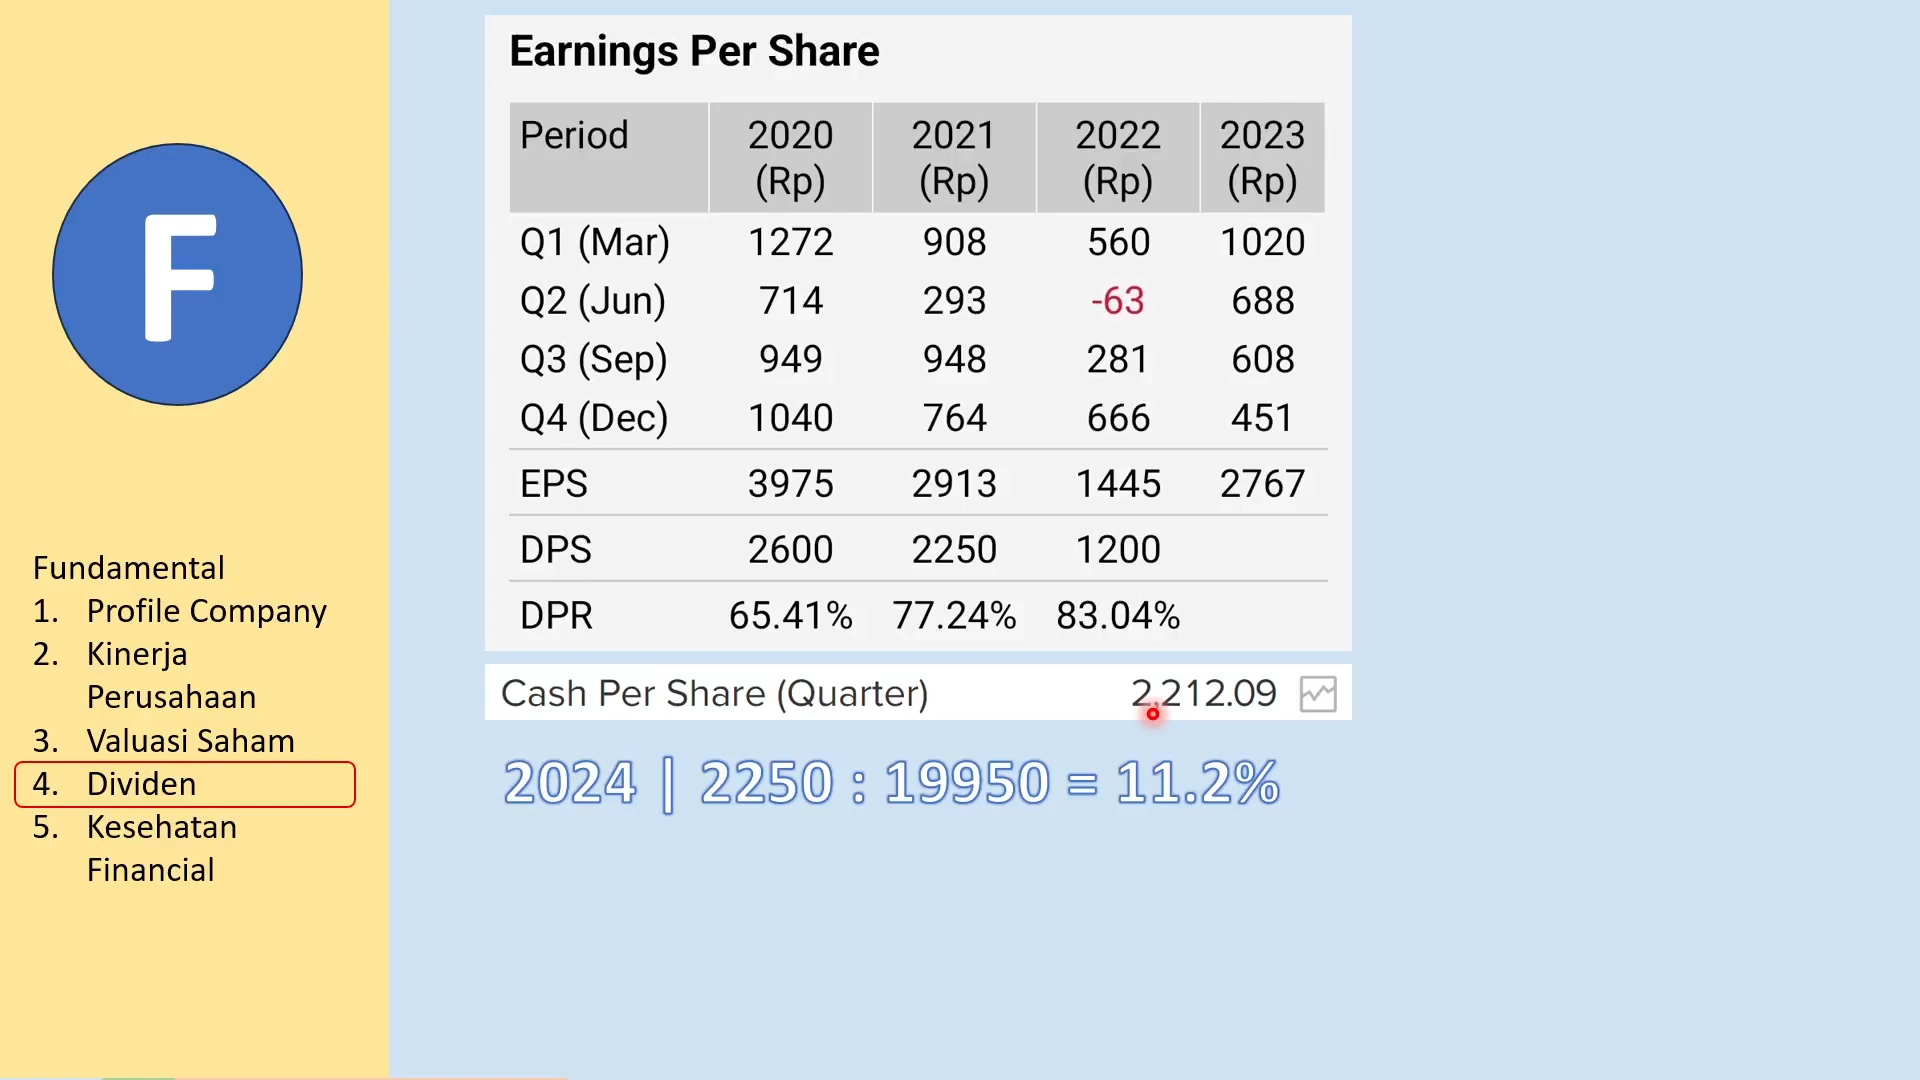 F
Fundamental
1. Profile Company
2. Kinerja
Perusahaan
3. Valuasi Saham
4. Dividen
5. Kesehatan
Financial
Earnings Per Share
Period 2020 (Rp) 2021 (Rp) 2022 (Rp) 2023 (Rp)
Q1 (Mar) 1272 908 560 1020
Q2 (Jun) 714 293 -63 688
Q3 (Sep) 949 948 281 608
Q4 (Dec) 1040 764 666 451
EPS 3975 2913 1445 2767
DPS 2600 2250 1200
DPR 65.41% 77.24% 83.04%
Cash Per Share (Quarter) 2,212.09
2024 | 2250 : 19950 = 11.2%